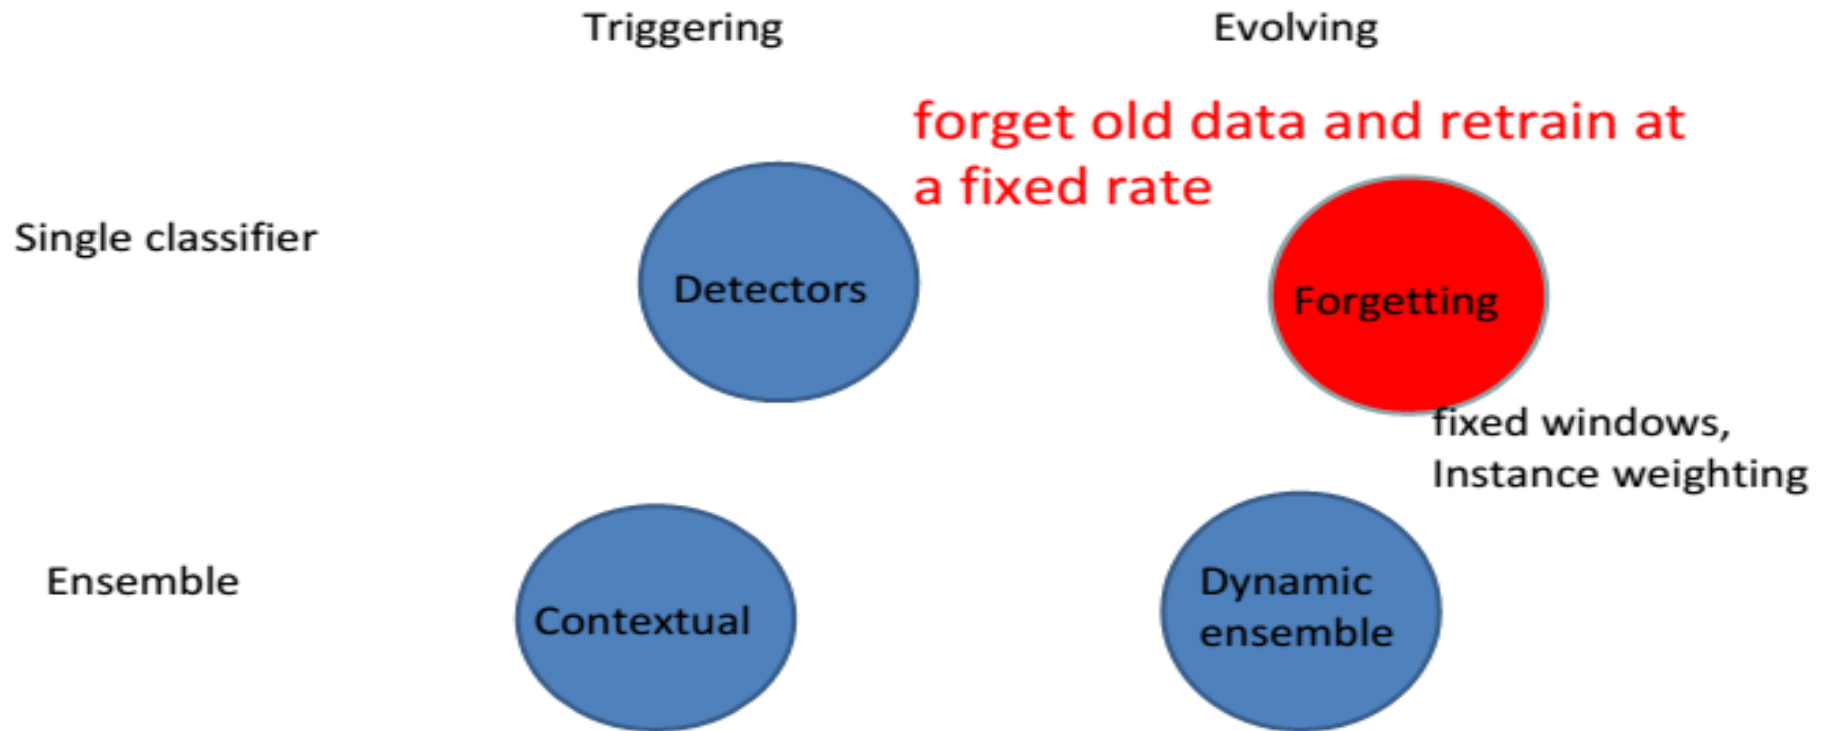 Triggering
Evolving
forget old data and retrain at
a fixed rate
Single classifier
Detectors
Forgetting
fixed windows,
Instance weighting
Ensemble
Contextual
Dynamic
ensemble